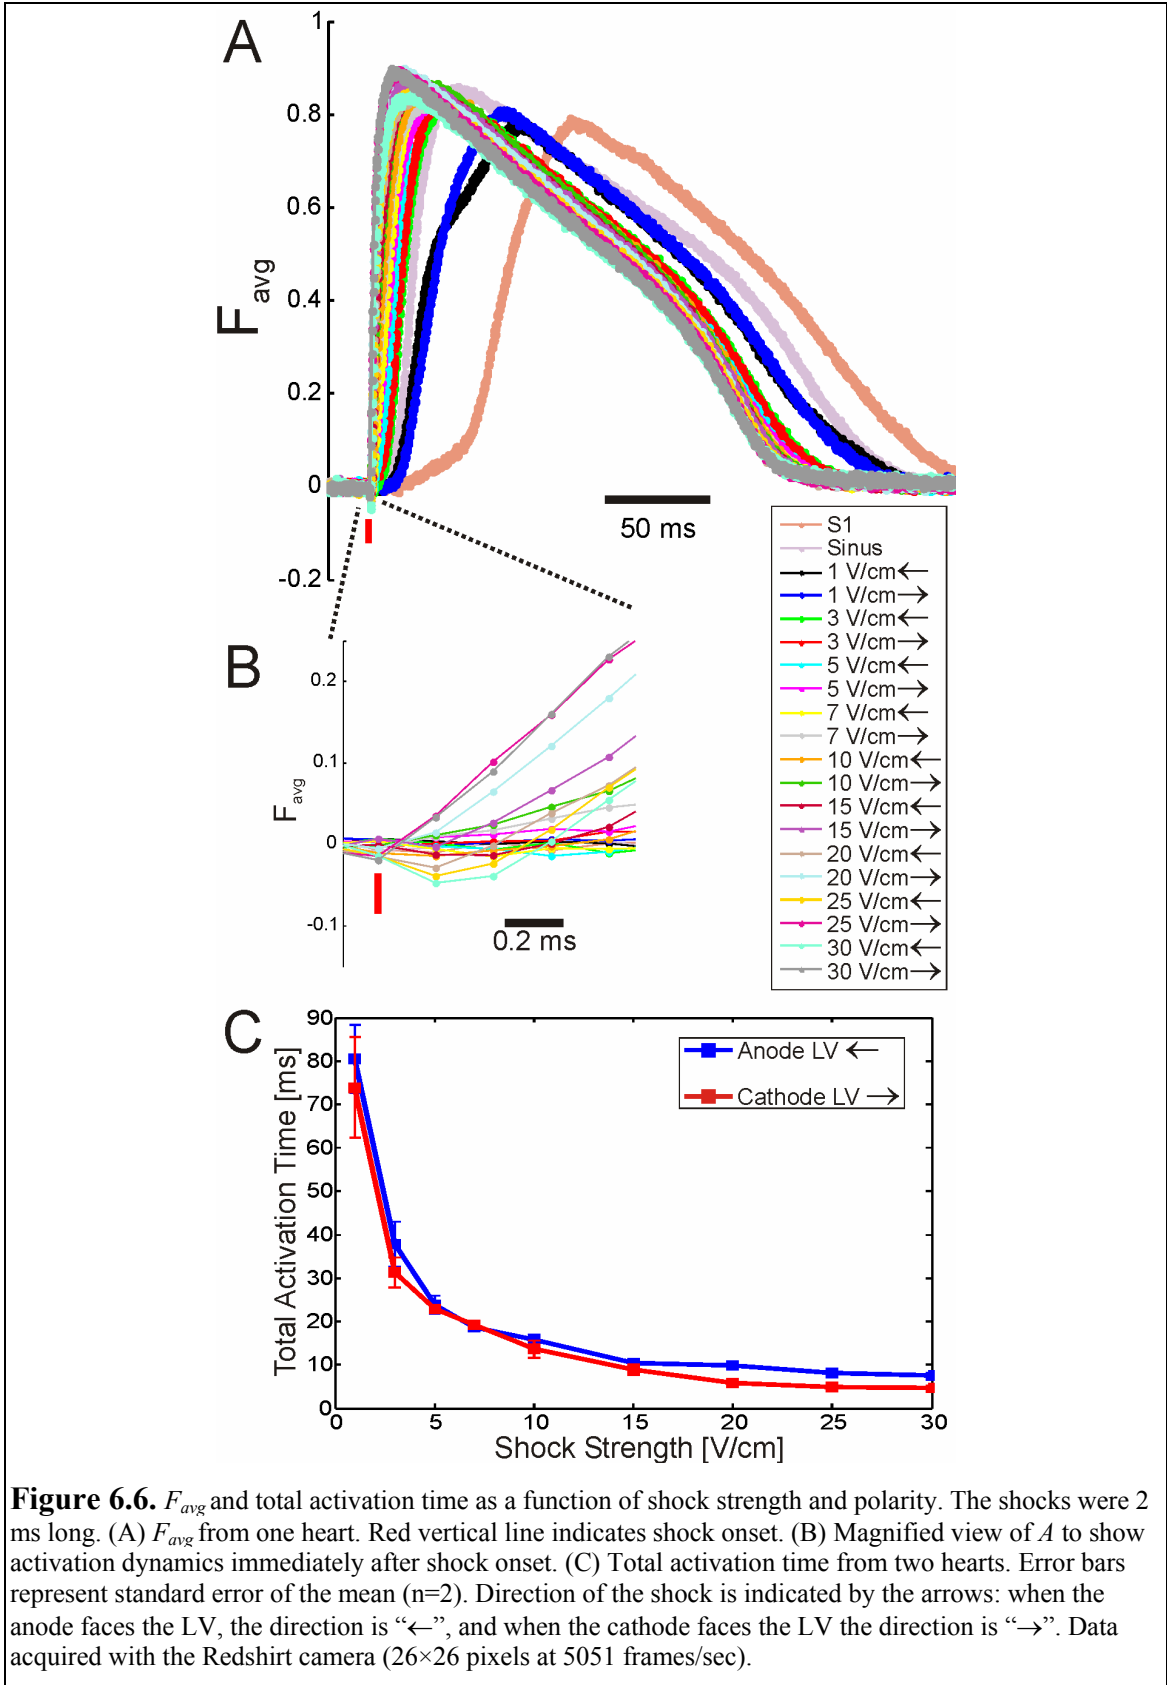 A
1
0.8
0.6
0.4
0.2
0
-0.2
F avg
50 ms
S1
Sinus
1 V/cm←
1 V/cm→
3 V/cm←
3 V/cm→
5 V/cm←
5 V/cm→
7 V/cm←
7 V/cm→
10 V/cm←
10 V/cm→
15 V/cm←
15 V/cm→
20 V/cm←
20 V/cm→
25 V/cm←
25 V/cm→
30 V/cm←
30 V/cm→
B
0.2
0.1
0
-0.1
F avg
0.2 ms
C
90
80
70
60
50
40
30
20
10
0
Total Activation Time [ms]
Anode LV ←
Cathode LV →
0 5 10 15 20 25 30
Shock Strength [V/cm]
Figure 6.6. Favg and total activation time as a function of shock strength and polarity. The shocks were 2
ms long. (A) Favg from one heart. Red vertical line indicates shock onset. (B) Magnified view of A to show
activation dynamics immediately after shock onset. (C) Total activation time from two hearts. Error bars
represent standard error of the mean (n=2). Direction of the shock is indicated by the arrows: when the
anode faces the LV, the direction is “←”, and when the cathode faces the LV the direction is “→”. Data
acquired with the Redshirt camera (26×26 pixels at 5051 frames/sec).